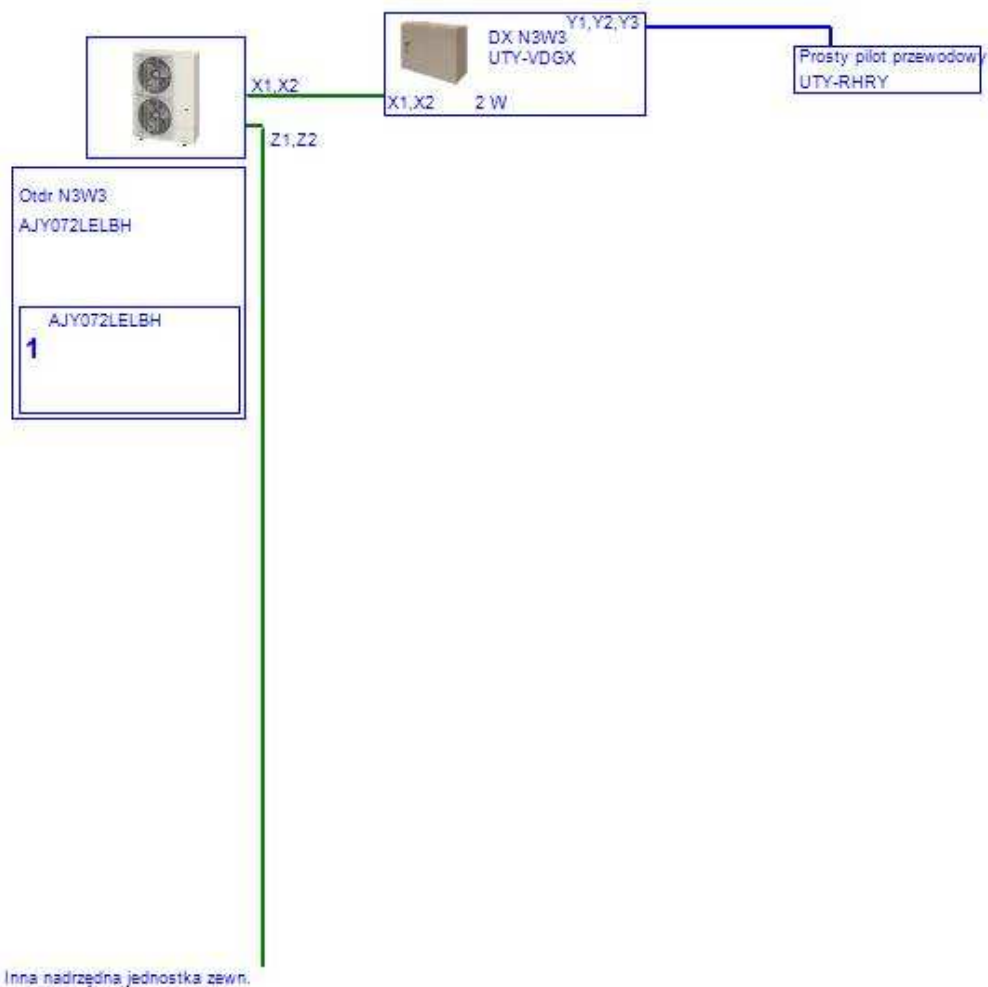 Y1,Y2,Y3
DX N3W3
UTY-VDGX
Prosty pilot przewodowy
UTY-RHRY
X1,X2
X1,X2
2 W
Z1,Z2
Otdr N3W3
AJY072LELBH
AJY072LELBH
1
Inna nadrzędna jednostka zewn.